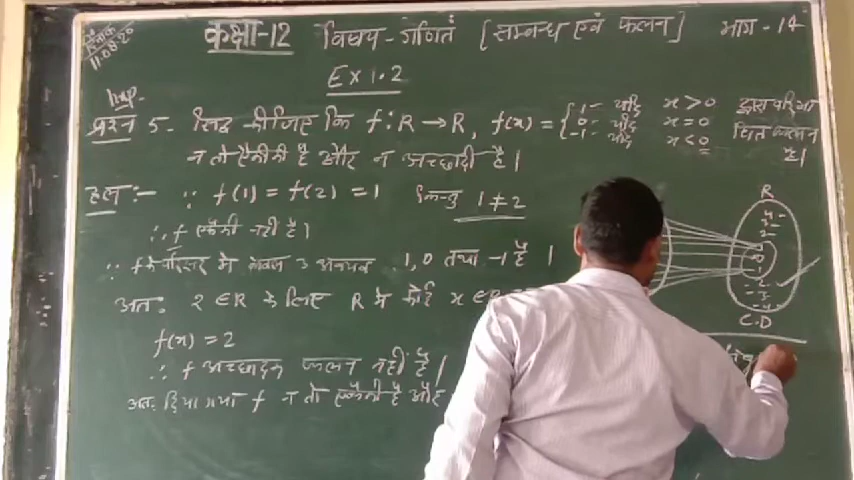 दिनांक 11-08-20
कक्षा-12 विषय-गणित [सम्बन्ध एवं फलन] भाग-14
Ex 1.2
Imp.
प्रश्न 5- सिद्ध कीजिए कि f:R→R, f(x) = { 1- यदि x>0 द्वारा परिभा
0- यदि x=0 षित फलन
-1- यदि x<0 है।
न तो एकैकी है और न आच्छादी है।
हल:- ∵ f(1) = f(2) = 1 किन्तु 1≠2
∴ f एकैकी नहीं है।
∵ f के परिसर में केवल 3 अवयव 1,0 तथा -1 है।
अतः 2∈R के लिए R में कोई x∈R
f(x) = 2
∴ f आच्छादक फलन नहीं है।
अतः दिया गया f न तो एकैकी है और
R
C.D